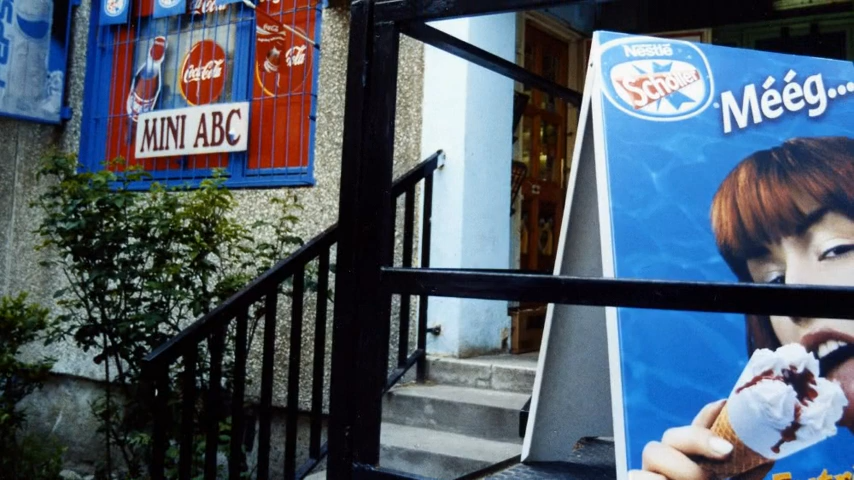 Coca-Cola
Coca-Cola
MINI ABC
Nestlé
Schöller
Méég...